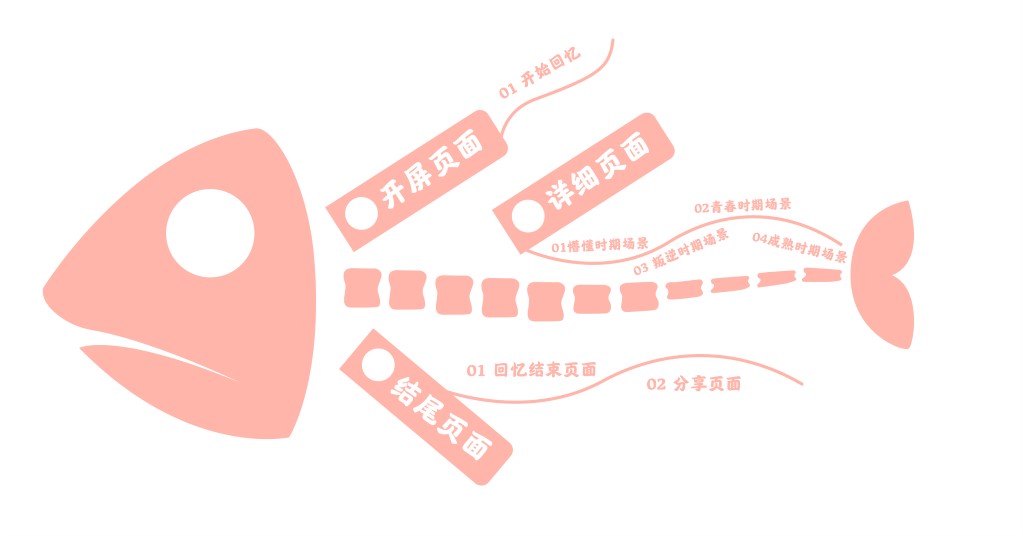 开屏页面
01 开始回忆
详细页面
01懵懂时期场景
02青春时期场景
03 叛逆时期场景
04成熟时期场景
结尾页面
01 回忆结束页面
02 分享页面